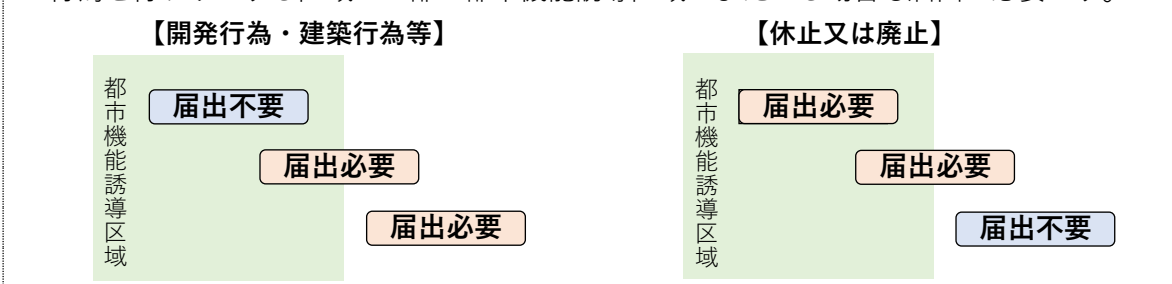 【開発行為・建築行為等】
都市機能誘導区域
届出不要
届出必要
届出必要
【休止又は廃止】
都市機能誘導区域
届出必要
届出必要
届出不要